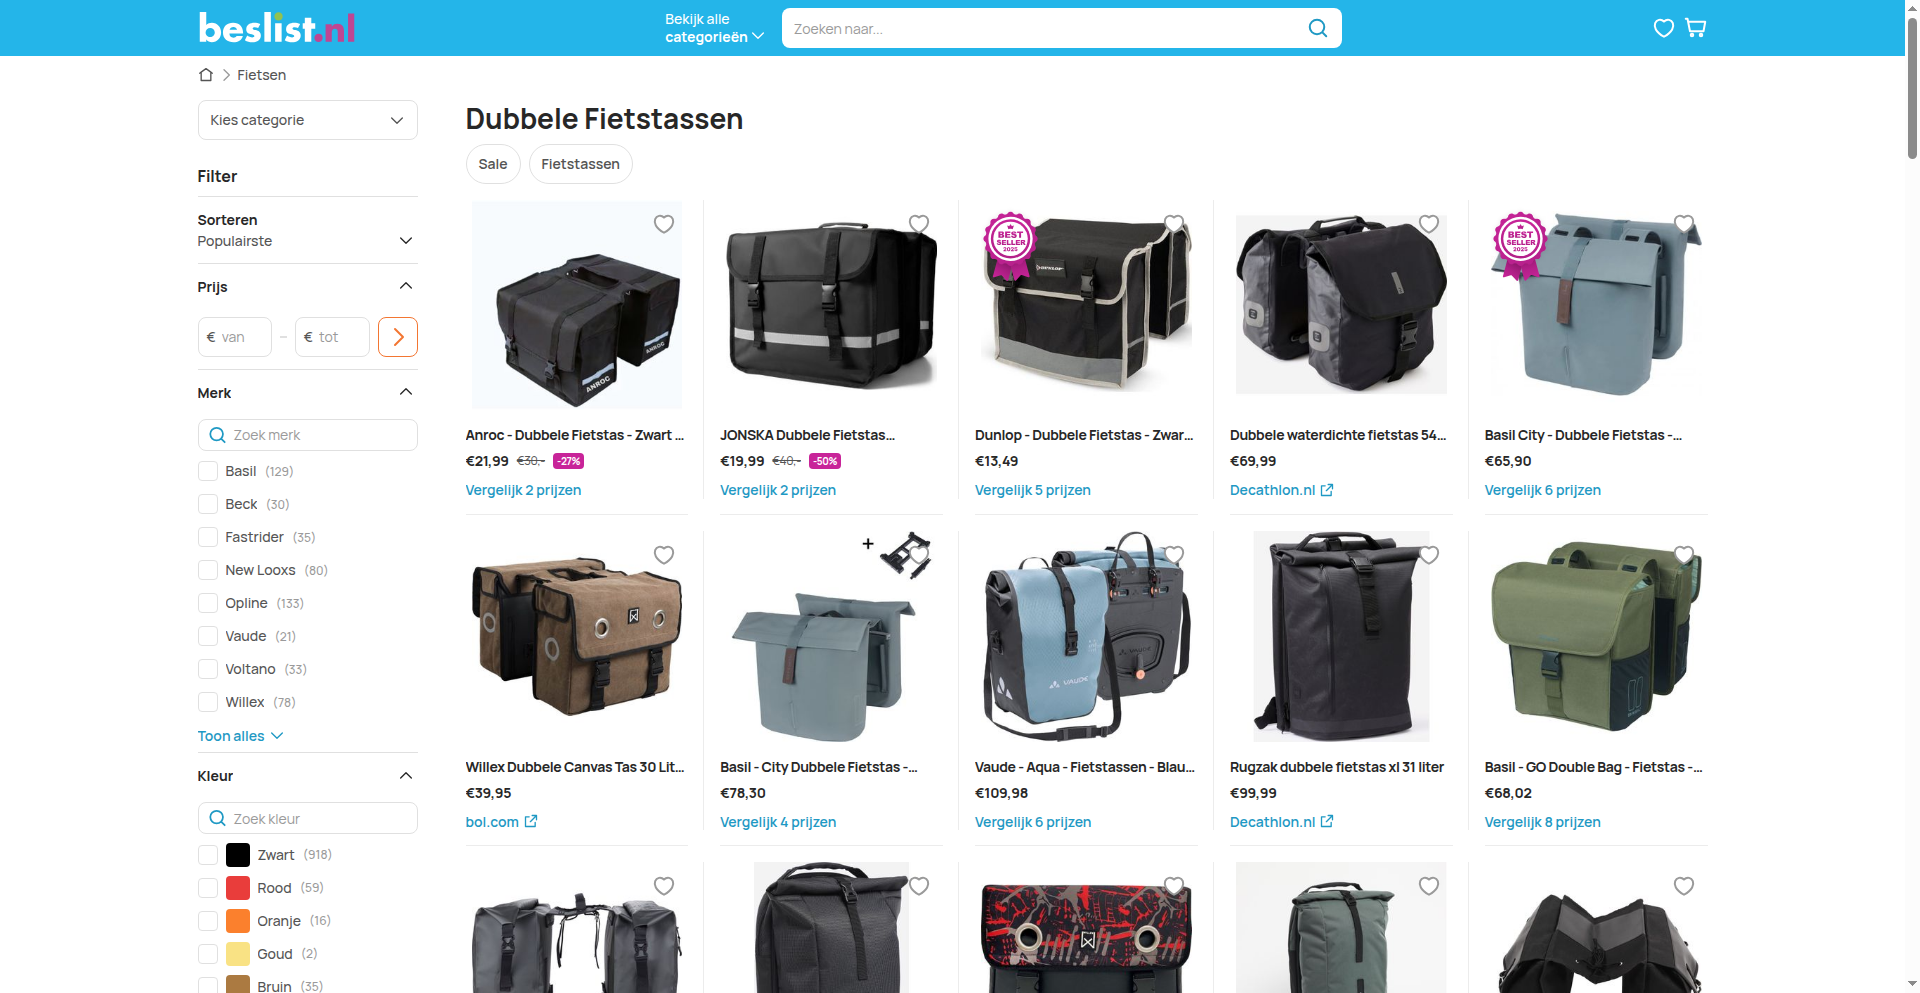 beslist.nl
Bekijk alle
categorieën
Zoeken naar...
Fietsen
Kies categorie
Dubbele Fietstassen
Sale
Fietstassen
Filter
Sorteren
Populairste
Prijs
€ van
–
€ tot
Merk
Zoek merk
Basil (129)
Beck (30)
Fastrider (35)
New Looxs (80)
Opline (133)
Vaude (21)
Voltano (33)
Willex (78)
Toon alles
Kleur
Zoek kleur
Zwart (918)
Rood (59)
Oranje (16)
Goud (2)
Bruin (35)
ANROG
ANROG
Anroc - Dubbele Fietstas - Zwart ...
€21,99 €30,- -27%
Vergelijk 2 prijzen
JONSKA Dubbele Fietstas...
€19,99 €40,- -50%
Vergelijk 2 prijzen
BEST
SELLER
2025
DUNLOP
Dunlop - Dubbele Fietstas - Zwar...
€13,49
Vergelijk 5 prijzen
Dubbele waterdichte fietstas 54...
€69,99
Decathlon.nl
BEST
SELLER
2025
Basil City - Dubbele Fietstas -...
€65,90
Vergelijk 6 prijzen
Willex Dubbele Canvas Tas 30 Lit...
€39,95
bol.com
+
Basil - City Dubbele Fietstas -...
€78,30
Vergelijk 4 prijzen
VAUDE
VAUDE
Vaude - Aqua - Fietstassen - Blau...
€109,98
Vergelijk 6 prijzen
Rugzak dubbele fietstas xl 31 liter
€99,99
Decathlon.nl
Basil - GO Double Bag - Fietstas -...
€68,02
Vergelijk 8 prijzen